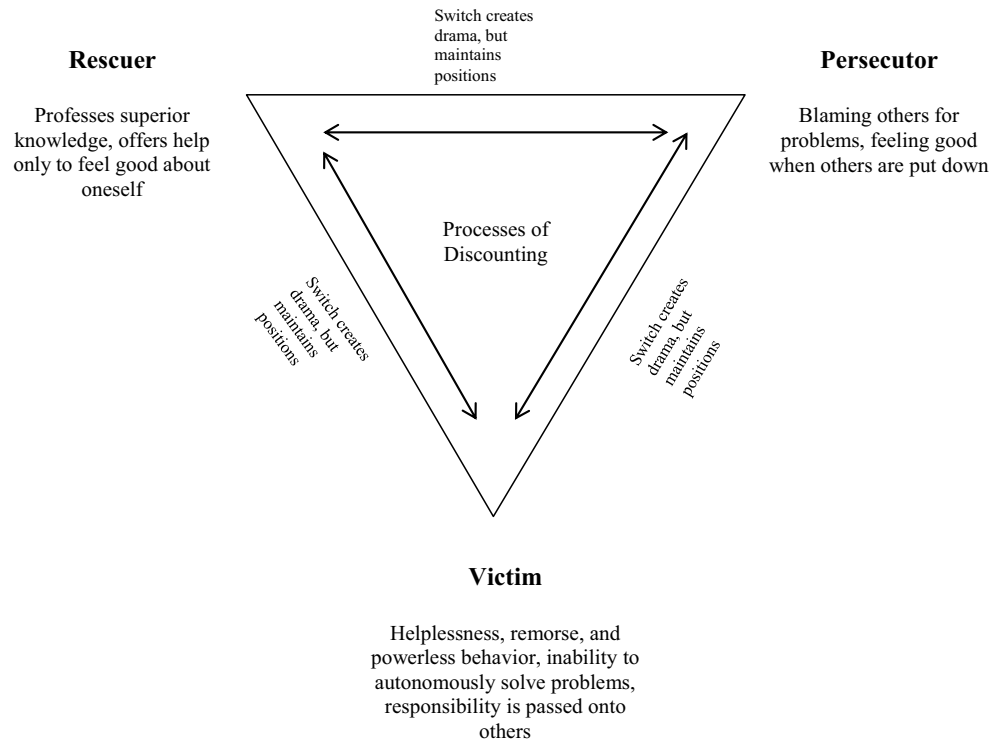 Switch creates
drama, but
maintains
positions
Rescuer
Persecutor
Professes superior
knowledge, offers help
only to feel good about
oneself
Blaming others for
problems, feeling good
when others are put down
Processes of
Discounting
Switch creates
drama, but
maintains
positions
Switch creates
drama, but
maintains
positions
Victim
Helplessness, remorse, and
powerless behavior, inability to
autonomously solve problems,
responsibility is passed onto
others